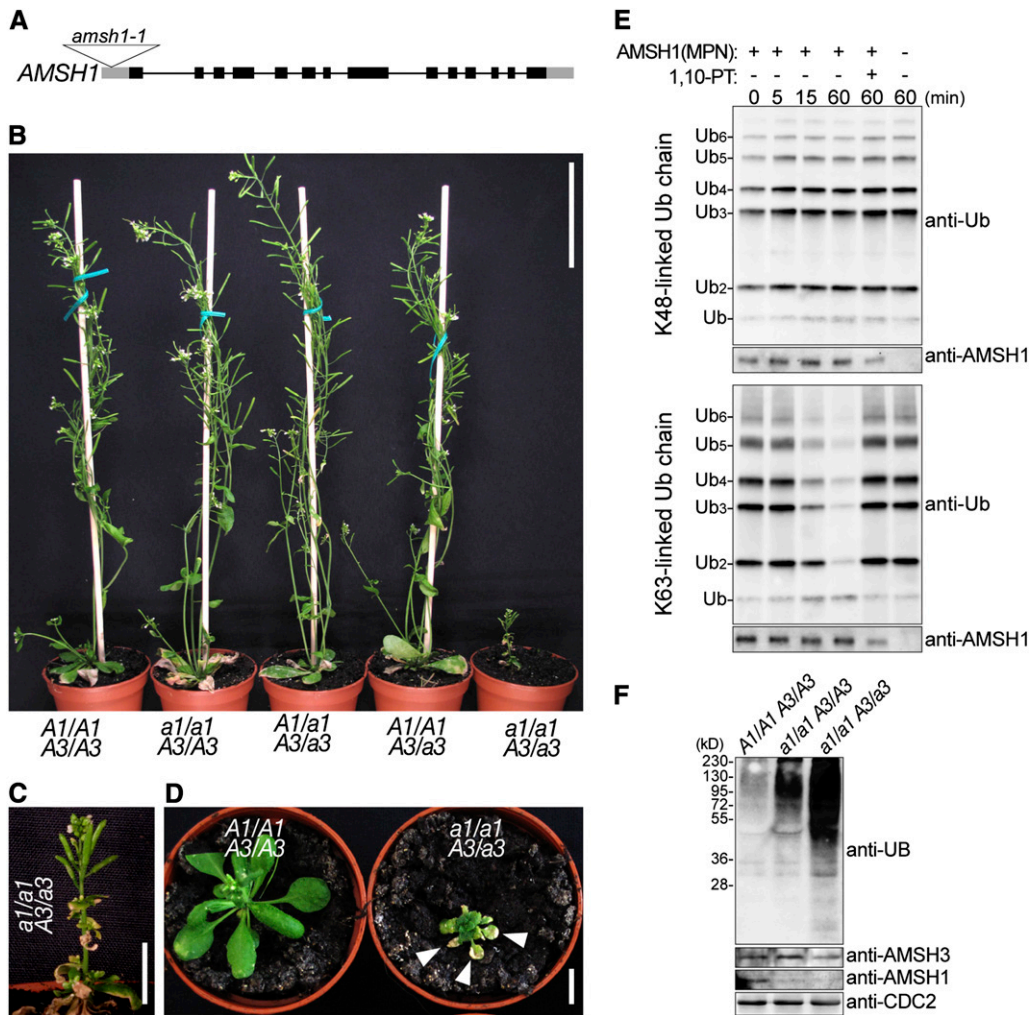 A
amsh1-1
AMSH1
B
A1/A1 A3/A3
a1/a1 A3/A3
A1/a1 A3/a3
A1/A1 A3/a3
a1/a1 A3/a3
C
a1/a1 A3/a3
D
A1/A1 A3/A3
a1/a1 A3/a3
E
AMSH1(MPN): + + + + + -
1,10-PT: - - - - + -
0 5 15 60 60 60 (min)
K48-linked Ub chain
Ub6
Ub5
Ub4
Ub3
Ub2
Ub
anti-Ub
anti-AMSH1
K63-linked Ub chain
Ub6
Ub5
Ub4
Ub3
Ub2
Ub
anti-Ub
anti-AMSH1
F
A1/A1 A3/A3
a1/a1 A3/A3
a1/a1 A3/a3
(kD)
230-
130-
95-
72-
55-
36-
28-
anti-UB
anti-AMSH3
anti-AMSH1
anti-CDC2